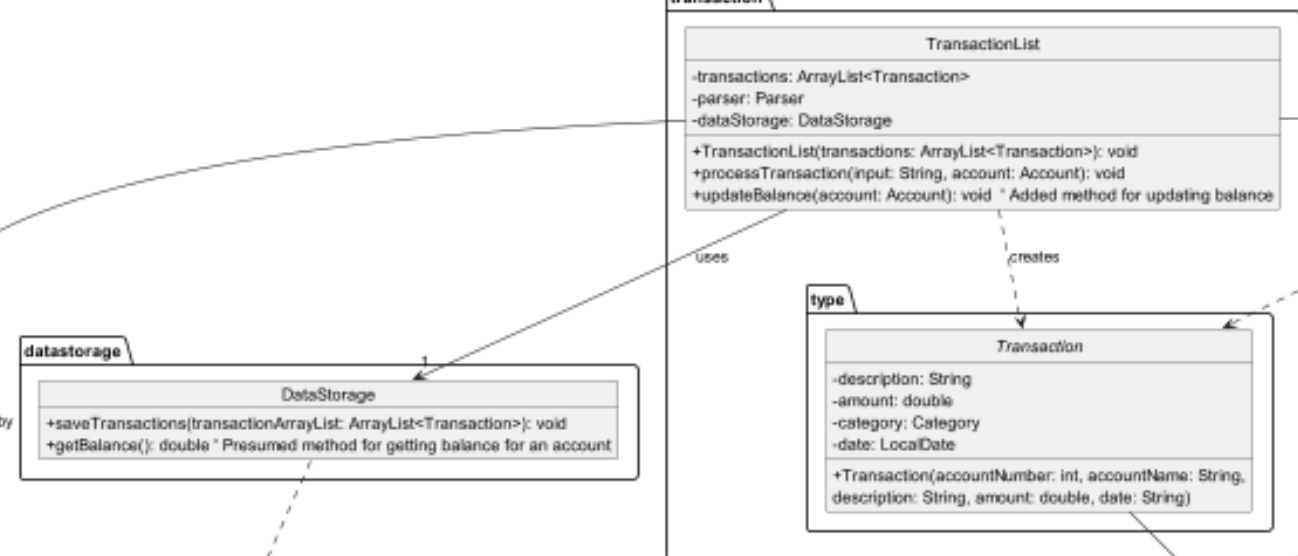 transaction
TransactionList
-transactions: ArrayList<Transaction>
-parser: Parser
-dataStorage: DataStorage
+TransactionList(transactions: ArrayList<Transaction>): void
+processTransaction(input: String, account: Account): void
+updateBalance(account: Account): void ' Added method for updating balance
uses
creates
type
Transaction
-description: String
-amount: double
-category: Category
-date: LocalDate
+Transaction(accountNumber: int, accountName: String,
description: String, amount: double, date: String)
datastorage
1
DataStorage
+saveTransactions(transactionArrayList: ArrayList<Transaction>): void
+getBalance(): double ' Presumed method for getting balance for an account
by